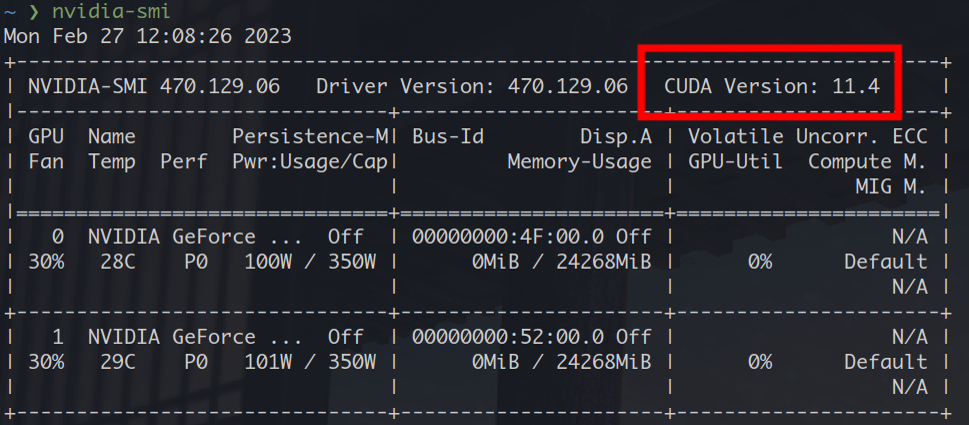 ~ ❯ nvidia-smi
Mon Feb 27 12:08:26 2023
+-----------------------------------------------------------------------------+
| NVIDIA-SMI 470.129.06   Driver Version: 470.129.06   CUDA Version: 11.4     |
|-------------------------------+----------------------+----------------------+
| GPU  Name        Persistence-M| Bus-Id        Disp.A | Volatile Uncorr. ECC |
| Fan  Temp  Perf  Pwr:Usage/Cap|         Memory-Usage | GPU-Util  Compute M. |
|                               |                      |               MIG M. |
|===============================+======================+======================|
|   0  NVIDIA GeForce ...  Off  | 00000000:4F:00.0 Off |                  N/A |
| 30%   28C    P0   100W / 350W |      0MiB / 24268MiB |      0%      Default |
|                               |                      |                  N/A |
+-------------------------------+----------------------+----------------------+
|   1  NVIDIA GeForce ...  Off  | 00000000:52:00.0 Off |                  N/A |
| 30%   29C    P0   101W / 350W |      0MiB / 24268MiB |      0%      Default |
|                               |                      |                  N/A |
+-------------------------------+----------------------+----------------------+